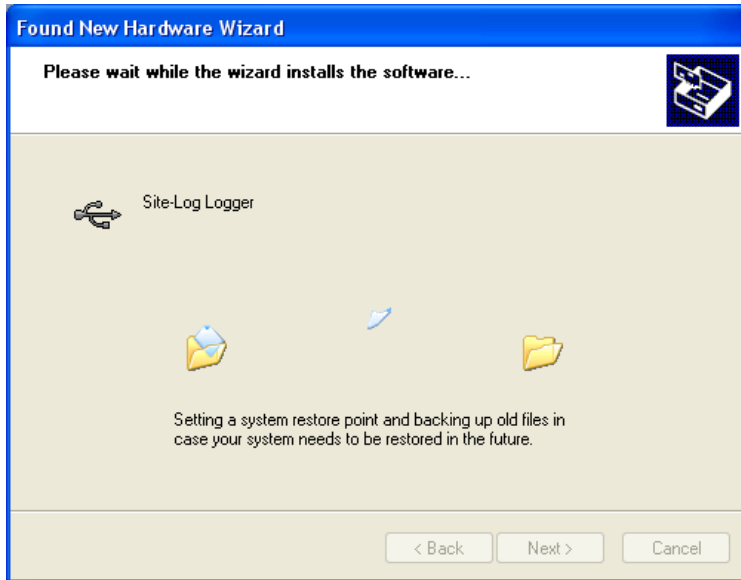 Found New Hardware Wizard
Please wait while the wizard installs the software...
Site-Log Logger
Setting a system restore point and backing up old files in
case your system needs to be restored in the future.
< Back
Next >
Cancel